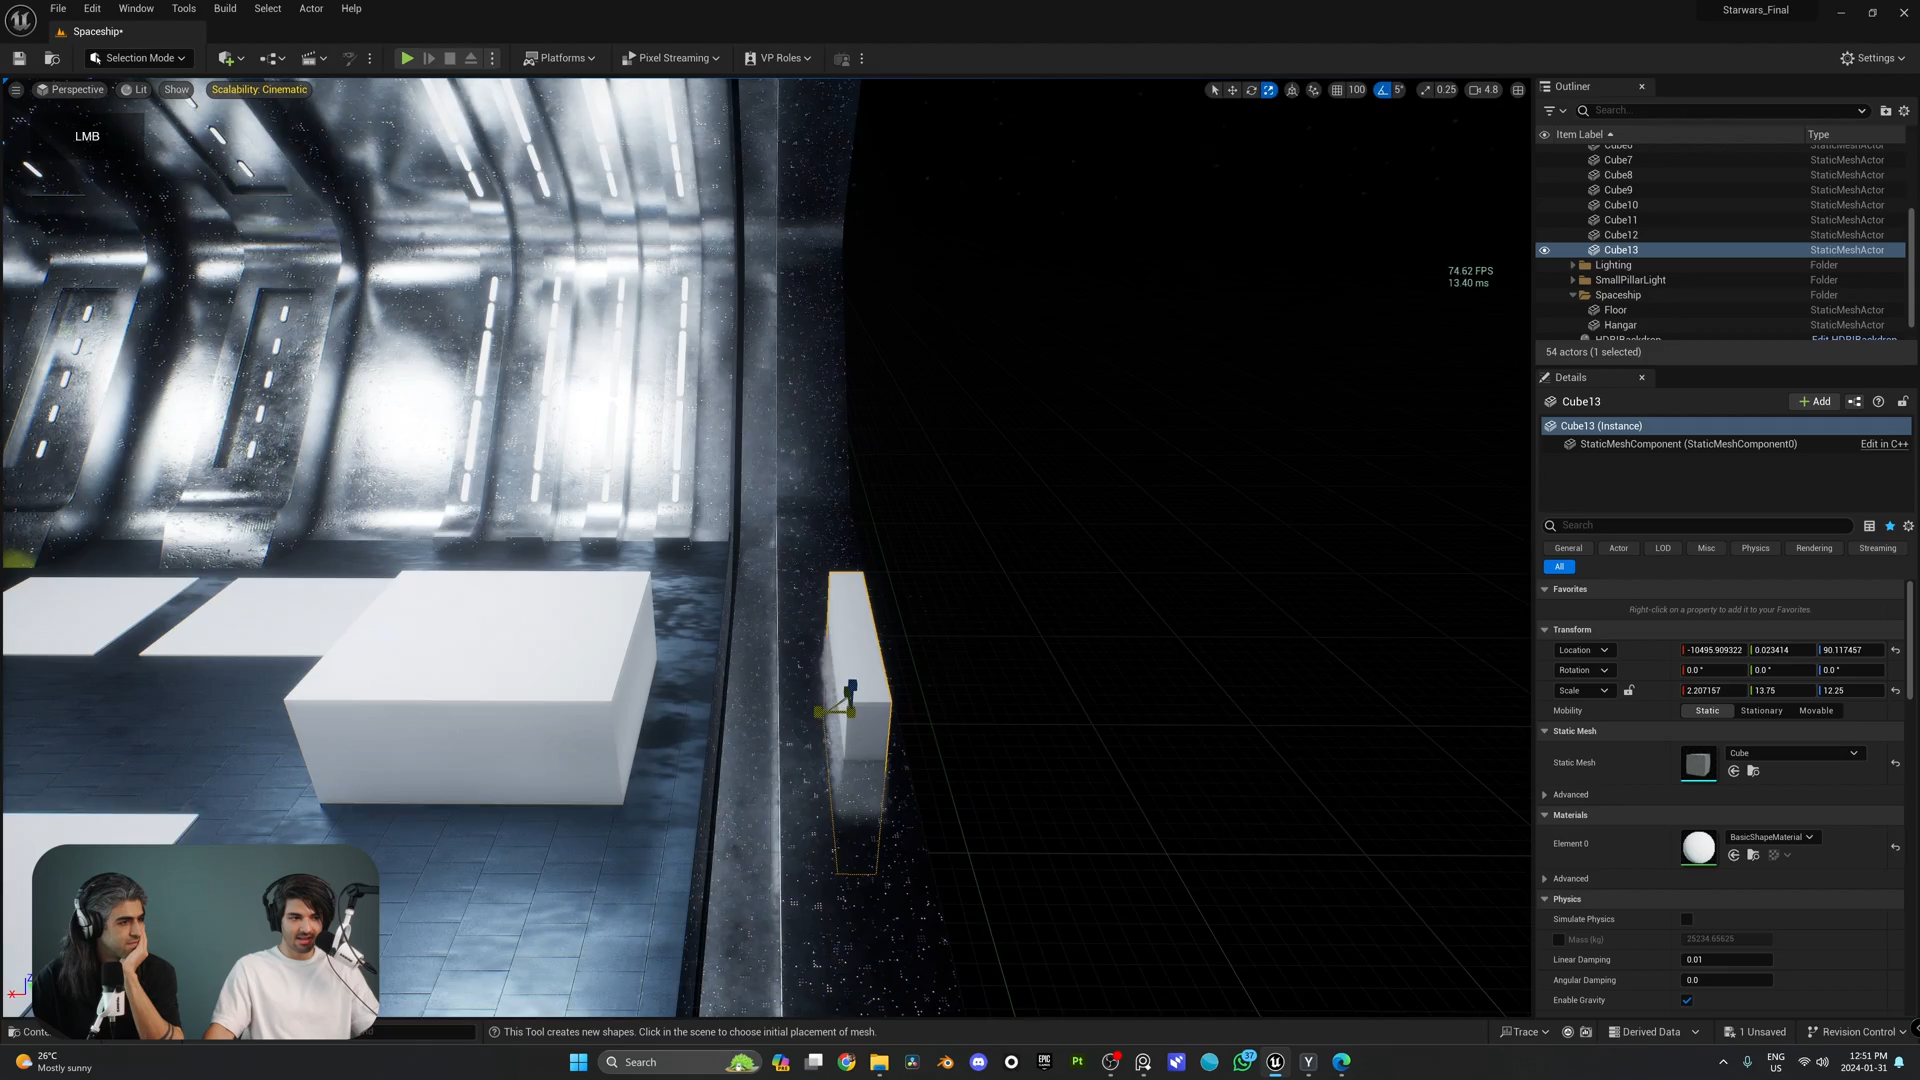 File Edit Window Tools Build Select Actor Help
Starwars_Final
Spaceship*
Selection Mode
Platforms
Pixel Streaming
VP Roles
Settings
Perspective
Lit
Show
Scalability: Cinematic
100
5°
0.25
4.8
LMB
74.62 FPS
13.40 ms
Outliner
Search...
Item Label
Type
Cube6 StaticMeshActor
Cube7 StaticMeshActor
Cube8 StaticMeshActor
Cube9 StaticMeshActor
Cube10 StaticMeshActor
Cube11 StaticMeshActor
Cube12 StaticMeshActor
Cube13 StaticMeshActor
Lighting Folder
SmallPillarLight Folder
Spaceship Folder
Floor StaticMeshActor
Hangar StaticMeshActor
HDRIBackdrop Edit HDRIBackdrop
54 actors (1 selected)
Details
Cube13
Add
Cube13 (Instance)
StaticMeshComponent (StaticMeshComponent0) Edit in C++
Search
General Actor LOD Misc Physics Rendering Streaming
All
Favorites
Right-click on a property to add it to your Favorites.
Transform
Location -10495.909322 0.023414 90.117457
Rotation 0.0 ° 0.0 ° 0.0 °
Scale 2.207157 13.75 12.25
Mobility Static Stationary Movable
Static Mesh
Static Mesh Cube
Advanced
Materials
Element 0 BasicShapeMaterial
Advanced
Physics
Simulate Physics
Mass (kg) 25234.65625
Linear Damping 0.01
Angular Damping 0.0
Enable Gravity
Z
X
Conte
This Tool creates new shapes. Click in the scene to choose initial placement of mesh.
Trace
Derived Data
1 Unsaved
Revision Control
26°C
Mostly sunny
Search
EPIC
Pt
37
Y
ENG
US
12:51 PM
2024-01-31